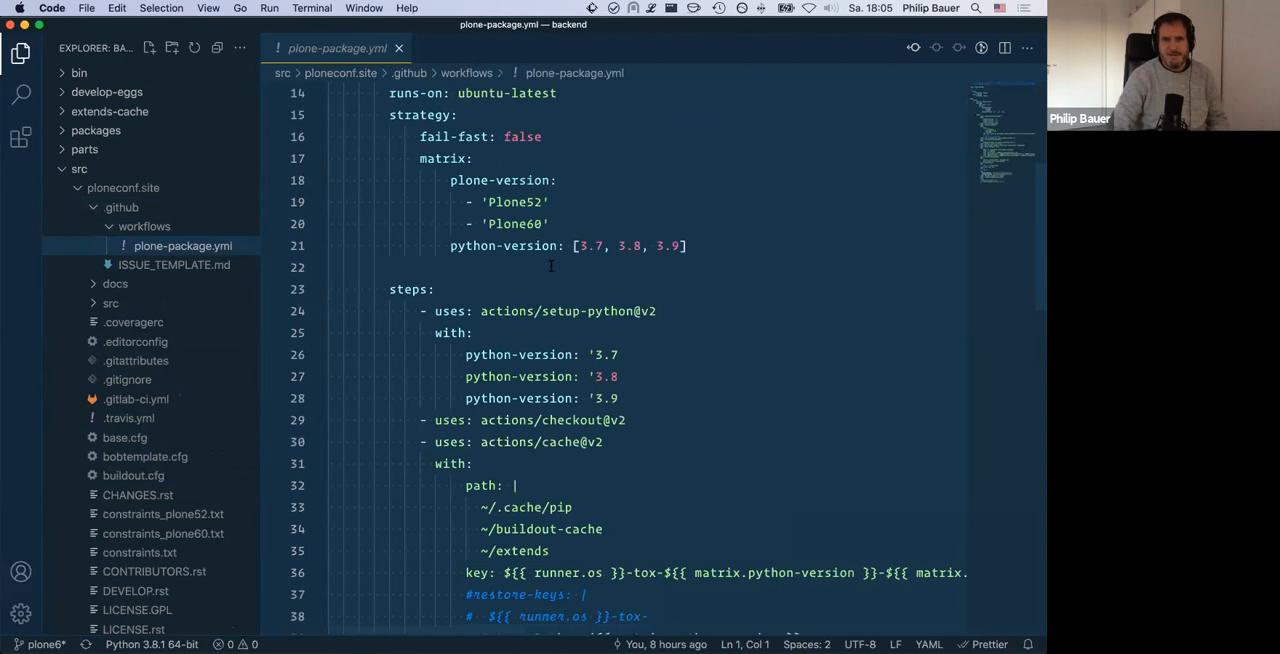 Code File Edit Selection View Go Run Terminal Window Help Sa. 18:05 Philip Bauer
plone-package.yml — backend
EXPLORER: BA...
bin
develop-eggs
extends-cache
packages
parts
src
ploneconf.site
.github
workflows
! plone-package.yml
ISSUE_TEMPLATE.md
docs
src
.coveragerc
.editorconfig
.gitattributes
.gitignore
.gitlab-ci.yml
! .travis.yml
base.cfg
bobtemplate.cfg
buildout.cfg
CHANGES.rst
constraints_plone52.txt
constraints_plone60.txt
constraints.txt
CONTRIBUTORS.rst
DEVELOP.rst
LICENSE.GPL
LICENSE.rst
! plone-package.yml
src > ploneconf.site > .github > workflows > ! plone-package.yml
14 runs-on: ubuntu-latest
15 strategy:
16 fail-fast: false
17 matrix:
18 plone-version:
19 - 'Plone52'
20 - 'Plone60'
21 python-version: [3.7, 3.8, 3.9]
22
23 steps:
24 - uses: actions/setup-python@v2
25 with:
26 python-version: '3.7
27 python-version: '3.8
28 python-version: '3.9
29 - uses: actions/checkout@v2
30 - uses: actions/cache@v2
31 with:
32 path: |
33 ~/.cache/pip
34 ~/buildout-cache
35 ~/extends
36 key: ${{ runner.os }}-tox-${{ matrix.python-version }}-${{ matrix.
37 #restore-keys: |
38 # ${{ runner.os }}-tox-
Philip Bauer
plone6* Python 3.8.1 64-bit 0 0 You, 8 hours ago Ln 1, Col 1 Spaces: 2 UTF-8 LF YAML Prettier